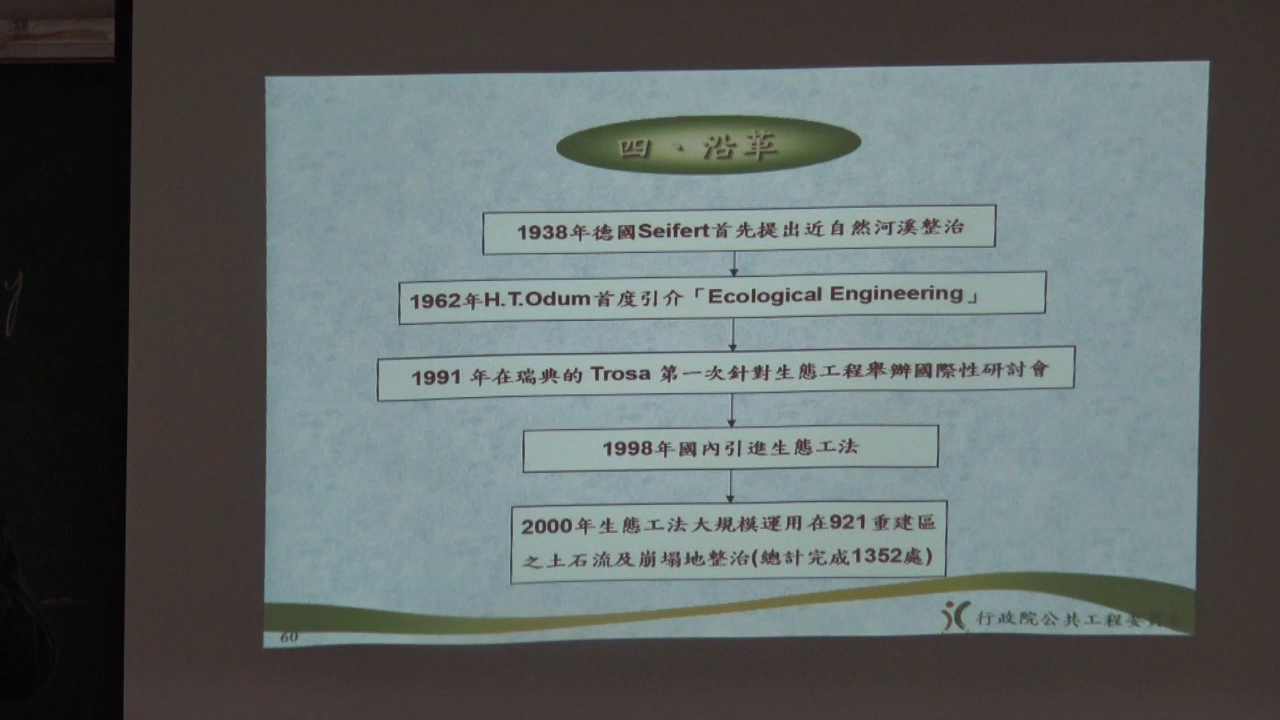 四、沿革
1938年德國Seifert首先提出近自然河溪整治
1962年H.T.Odum首度引介「Ecological Engineering」
1991 年在瑞典的 Trosa 第一次針對生態工程舉辦國際性研討會
1998年國內引進生態工法
2000年生態工法大規模運用在921重建區
之土石流及崩塌地整治(總計完成1352處)
行政院公共工程委員會
60